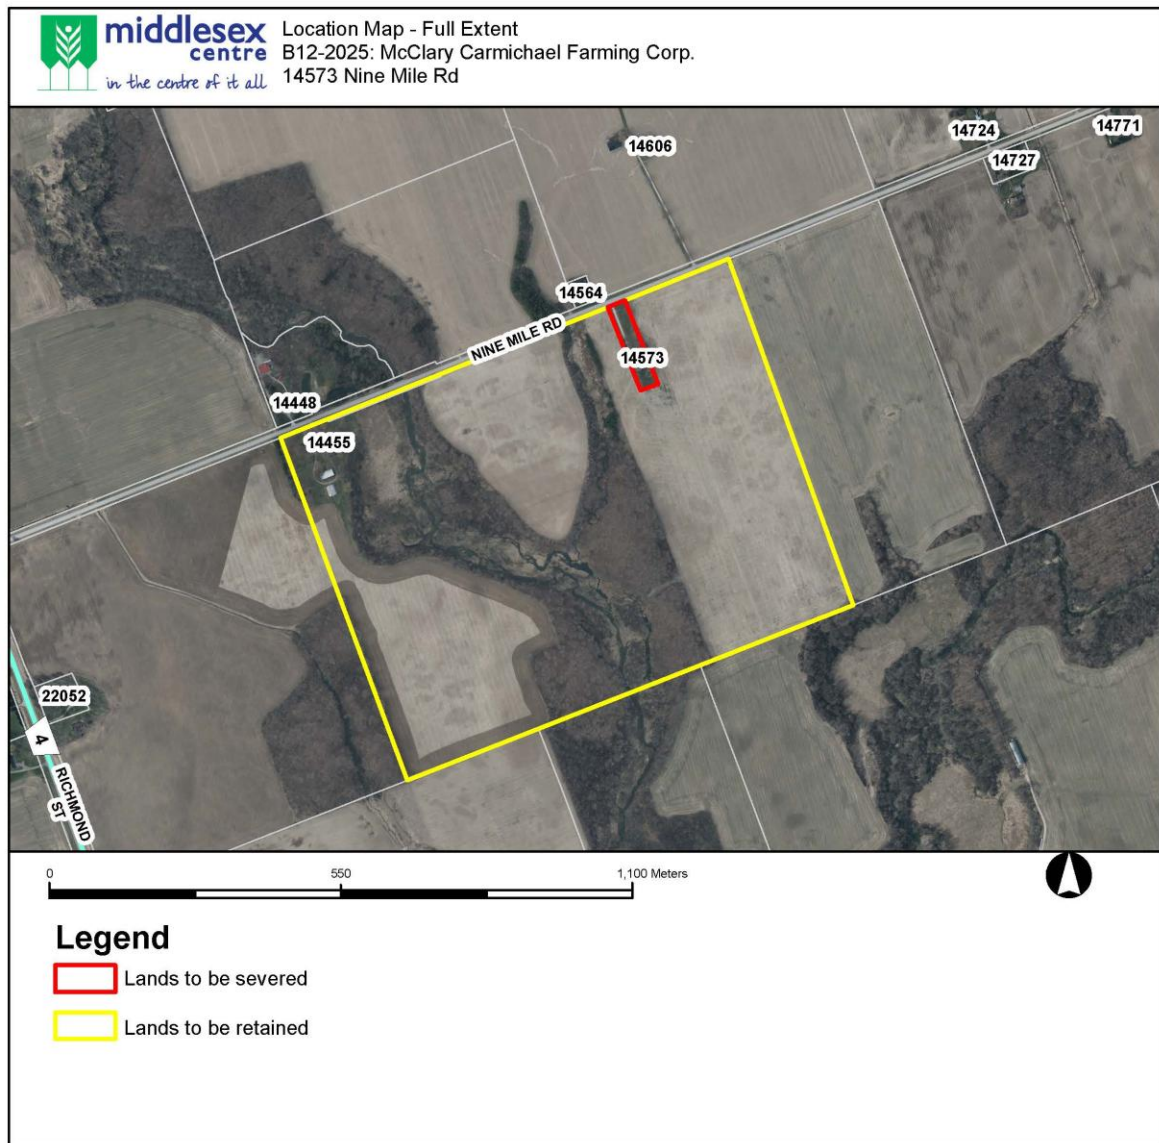 middlesex
centre
in the centre of it all
Location Map - Full Extent
B12-2025: McClary Carmichael Farming Corp.
14573 Nine Mile Rd
14771
14724
14727
14606
14564
NINE MILE RD
14573
14448
14455
22052
4
RICHMOND
ST
0
550
1,100 Meters
Legend
Lands to be severed
Lands to be retained